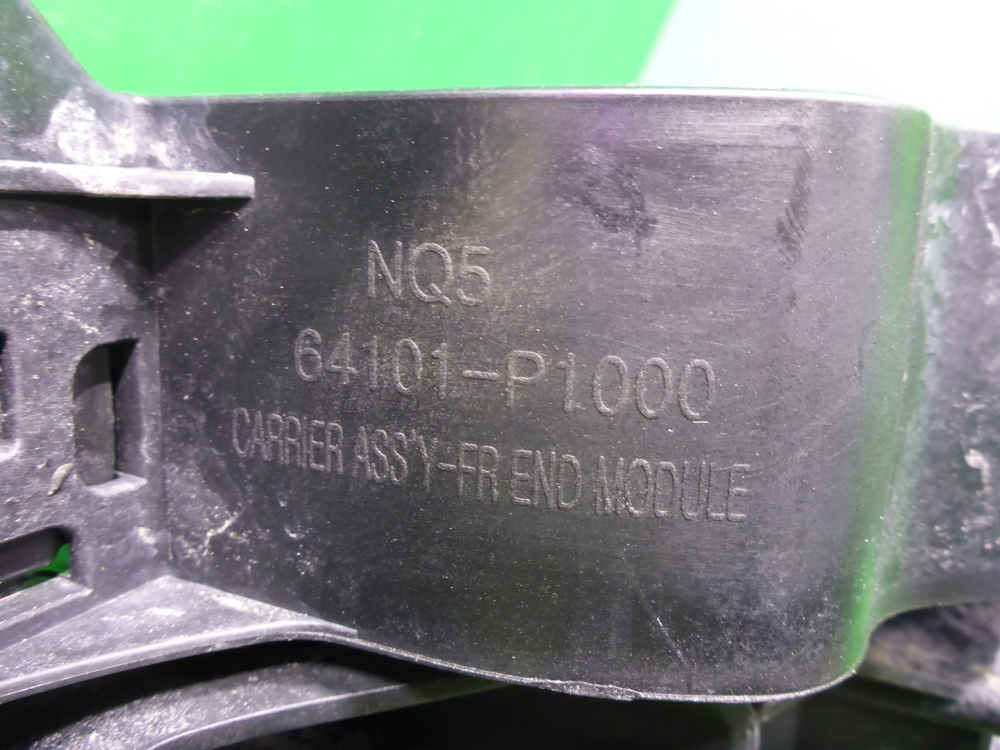 NQ5
64101-P1000
CARRIER ASS'Y-FR END MODULE